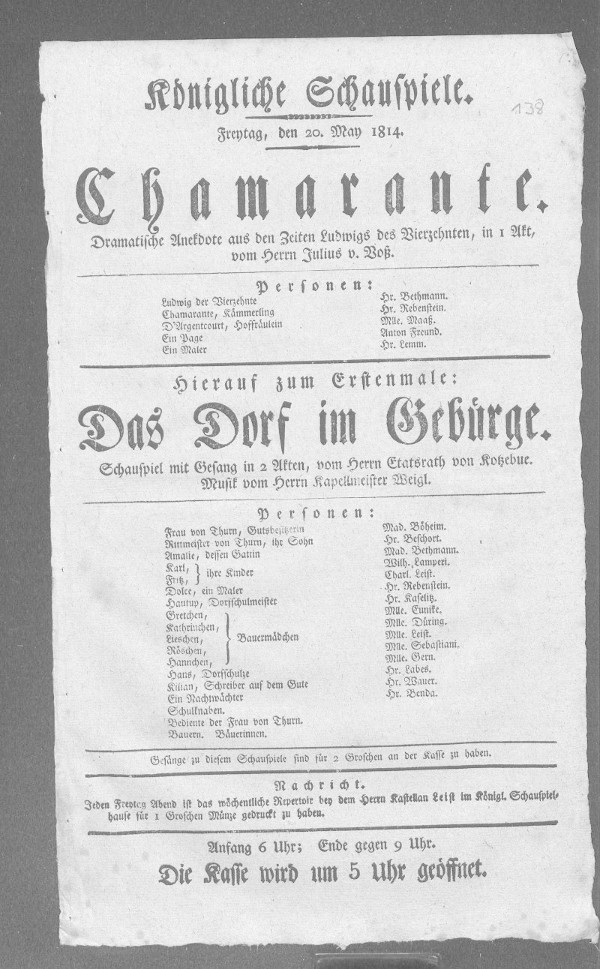 138
Königliche Schauspiele.
Freytag, den 20. May 1814.
Chamarante.
Dramatische Anekdote aus den Zeiten Ludwigs des Vierzehnten, in 1 Akt,
vom Herrn Julius v. Voß.
Personen:
Ludwig der Vierzehnte Hr. Bethmann.
Chamarante, Kämmerling Hr. Rebenstein.
D'Argentcourt, Hoffräulein Mlle. Maaß.
Ein Page Anton Freund.
Ein Maler Hr. Lemm.
Hierauf zum Erstenmale:
Das Dorf im Gebürge.
Schauspiel mit Gesang in 2 Akten, vom Herrn Etatsrath von Kotzebue.
Musik vom Herrn Kapellmeister Weigl.
Personen:
Frau von Thurn, Gutsbesitzerin Mad. Böheim.
Rittmeister von Thurn, ihr Sohn Hr. Beschort.
Amalie, dessen Gattin Mad. Bethmann.
Karl, Wilh. Lamperi.
Fritz, ihre Kinder Charl. Leist.
Dolce, ein Maler Hr. Rebenstein.
Hantup, Dorfschulmeister Hr. Kaselitz.
Gretchen, Mlle. Eunike.
Kathrinchen, Mlle. Düring.
Lieschen, Bauermädchen Mlle. Leist.
Röschen, Mlle. Sebastiani.
Hannchen, Mlle. Gern.
Hans, Dorfschulze Hr. Labes.
Kilian, Schreiber auf dem Gute Hr. Wauer.
Ein Nachtwächter Hr. Benda.
Schulknaben.
Bediente der Frau von Thurn.
Bauern. Bäuerinnen.
Gesänge zu diesem Schauspiele sind für 2 Groschen an der Kasse zu haben.
Nachricht.
Jeden Freytag Abend ist das wöchentliche Repertoir bey dem Herrn Kastellan Leist im Königl. Schauspiel-
hause für 1 Groschen Münze gedruckt zu haben.
Anfang 6 Uhr; Ende gegen 9 Uhr.
Die Kasse wird um 5 Uhr geöffnet.